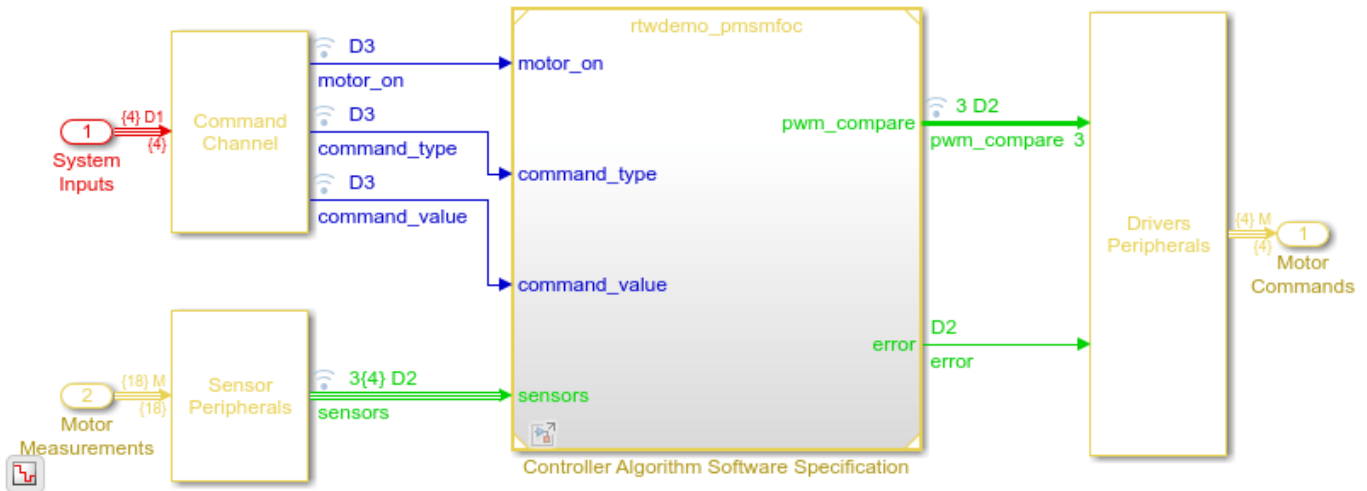 rtwdemo_pmsmfoc
D3
motor_on
motor_on
{4} D1
1
{4}
System
Inputs
Command
Channel
D3
command_type
command_type
D3
command_value
command_value
pwm_compare
3 D2
pwm_compare 3
Drivers
Peripherals
{4} M
1
{4}
Motor
Commands
error
D2
error
{18} M
2
{18}
Motor
Measurements
Sensor
Peripherals
3{4} D2
sensors
sensors
Controller Algorithm Software Specification